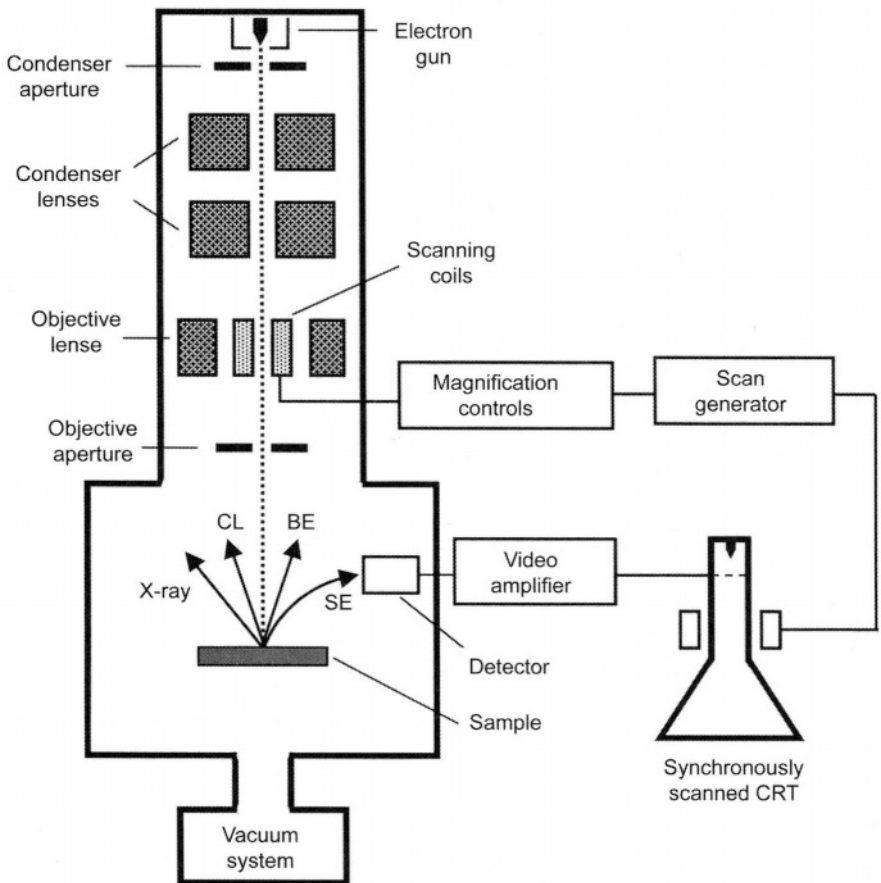 Electron
gun
Condenser
aperture
Condenser
lenses
Scanning
coils
Objective
lense
Magnification
controls
Scan
generator
Objective
aperture
CL
BE
X-ray
SE
Video
amplifier
Detector
Sample
Synchronously
scanned CRT
Vacuum
system